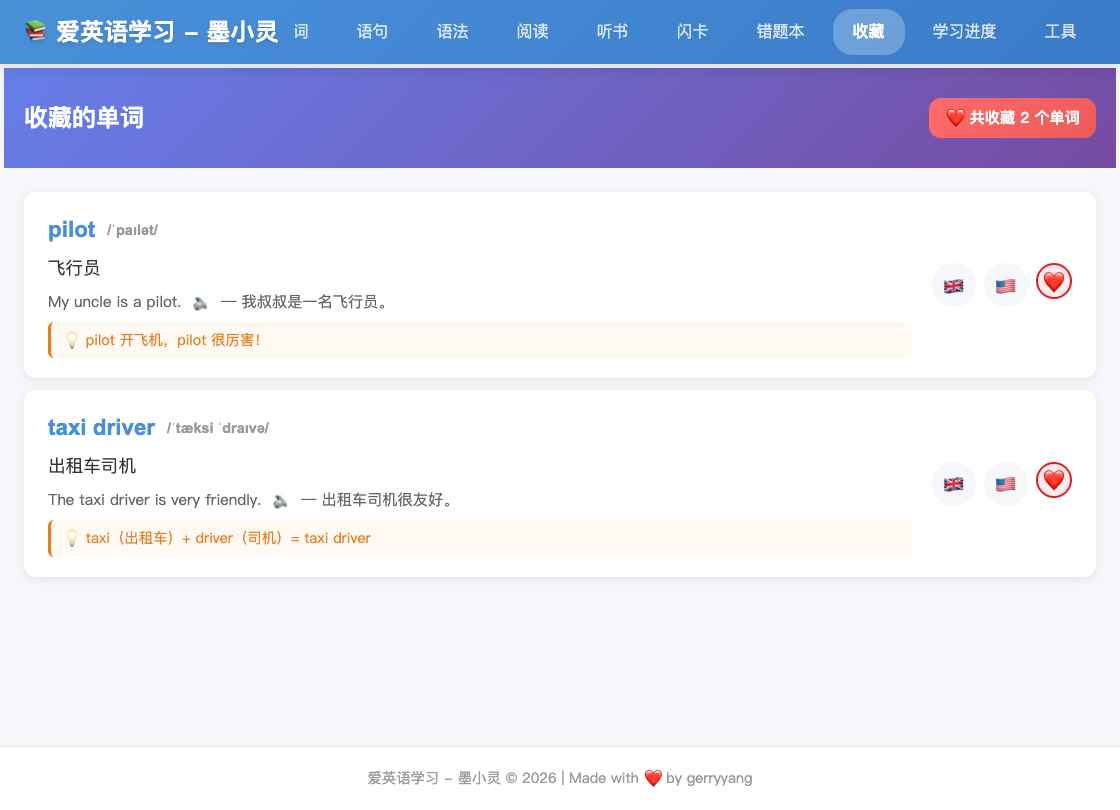 📚 爱英语学习 – 墨小灵 词 语句 语法 阅读 听书 闪卡 错题本 收藏 学习进度 工具
收藏的单词 ❤️ 共收藏 2 个单词
pilot /ˈpaɪlət/
飞行员
My uncle is a pilot. 🔈 — 我叔叔是一名飞行员。
💡 pilot 开飞机，pilot 很厉害！
taxi driver /ˈtæksi ˈdraɪvə/
出租车司机
The taxi driver is very friendly. 🔈 — 出租车司机很友好。
💡 taxi（出租车）+ driver（司机）= taxi driver
爱英语学习 – 墨小灵 © 2026 | Made with ❤️ by gerryyang